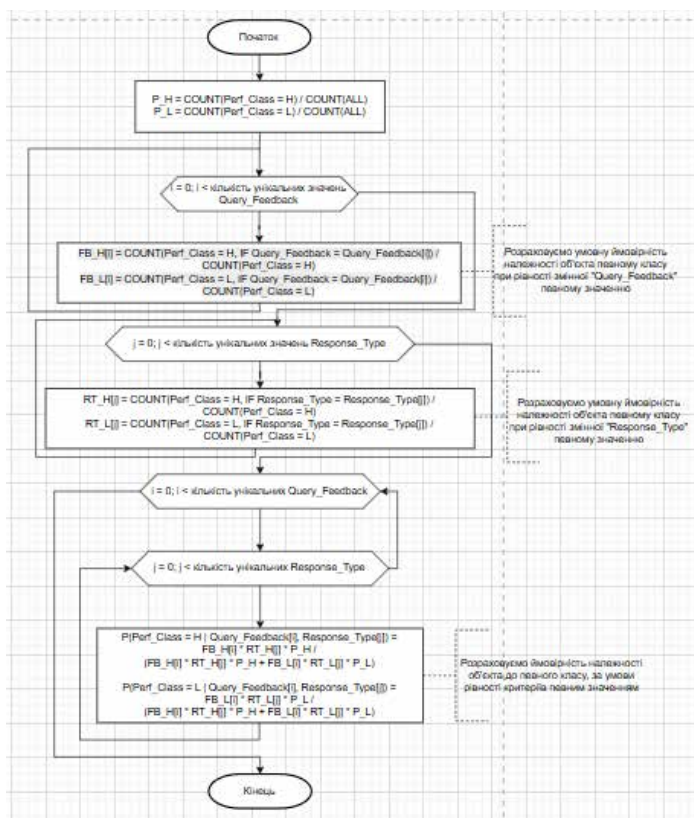 Початок
P_H = COUNT(Perf_Class = H) / COUNT(ALL)
P_L = COUNT(Perf_Class = L) / COUNT(ALL)
i = 0; i < кількість унікальних значень
Query_Feedback
FB_H[i] = COUNT(Perf_Class = H, IF Query_Feedback = Query_Feedback[i]) /
COUNT(Perf_Class = H)
FB_L[i] = COUNT(Perf_Class = L, IF Query_Feedback = Query_Feedback[i]) /
COUNT(Perf_Class = L)
Розраховуємо умовну ймовірність
належності об'єкта певному класу
при рівності змінної "Query_Feedback"
певному значенню
j = 0; j < кількість унікальних значень Response_Type
RT_H[j] = COUNT(Perf_Class = H, IF Response_Type = Response_Type[j]) /
COUNT(Perf_Class = H)
RT_L[j] = COUNT(Perf_Class = L, IF Response_Type = Response_Type[j]) /
COUNT(Perf_Class = L)
Розраховуємо умовну ймовірність
належності об'єкта певному класу
при рівності змінної "Response_Type"
певному значенню
i = 0; i < кількість унікальних Query_Feedback
j = 0; j < кількість унікальних Response_Type
P(Perf_Class = H | Query_Feedback[i], Response_Type[j]) =
FB_H[i] * RT_H[j] * P_H /
(FB_H[i] * RT_H[j] * P_H + FB_L[i] * RT_L[j] * P_L)
P(Perf_Class = L | Query_Feedback[i], Response_Type[j]) =
FB_L[i] * RT_L[j] * P_L /
(FB_H[i] * RT_H[j] * P_H + FB_L[i] * RT_L[j] * P_L)
Розраховуємо ймовірність належності
об'єкта до певного класу, за умови
рівності критеріїв певним значенням
Кінець